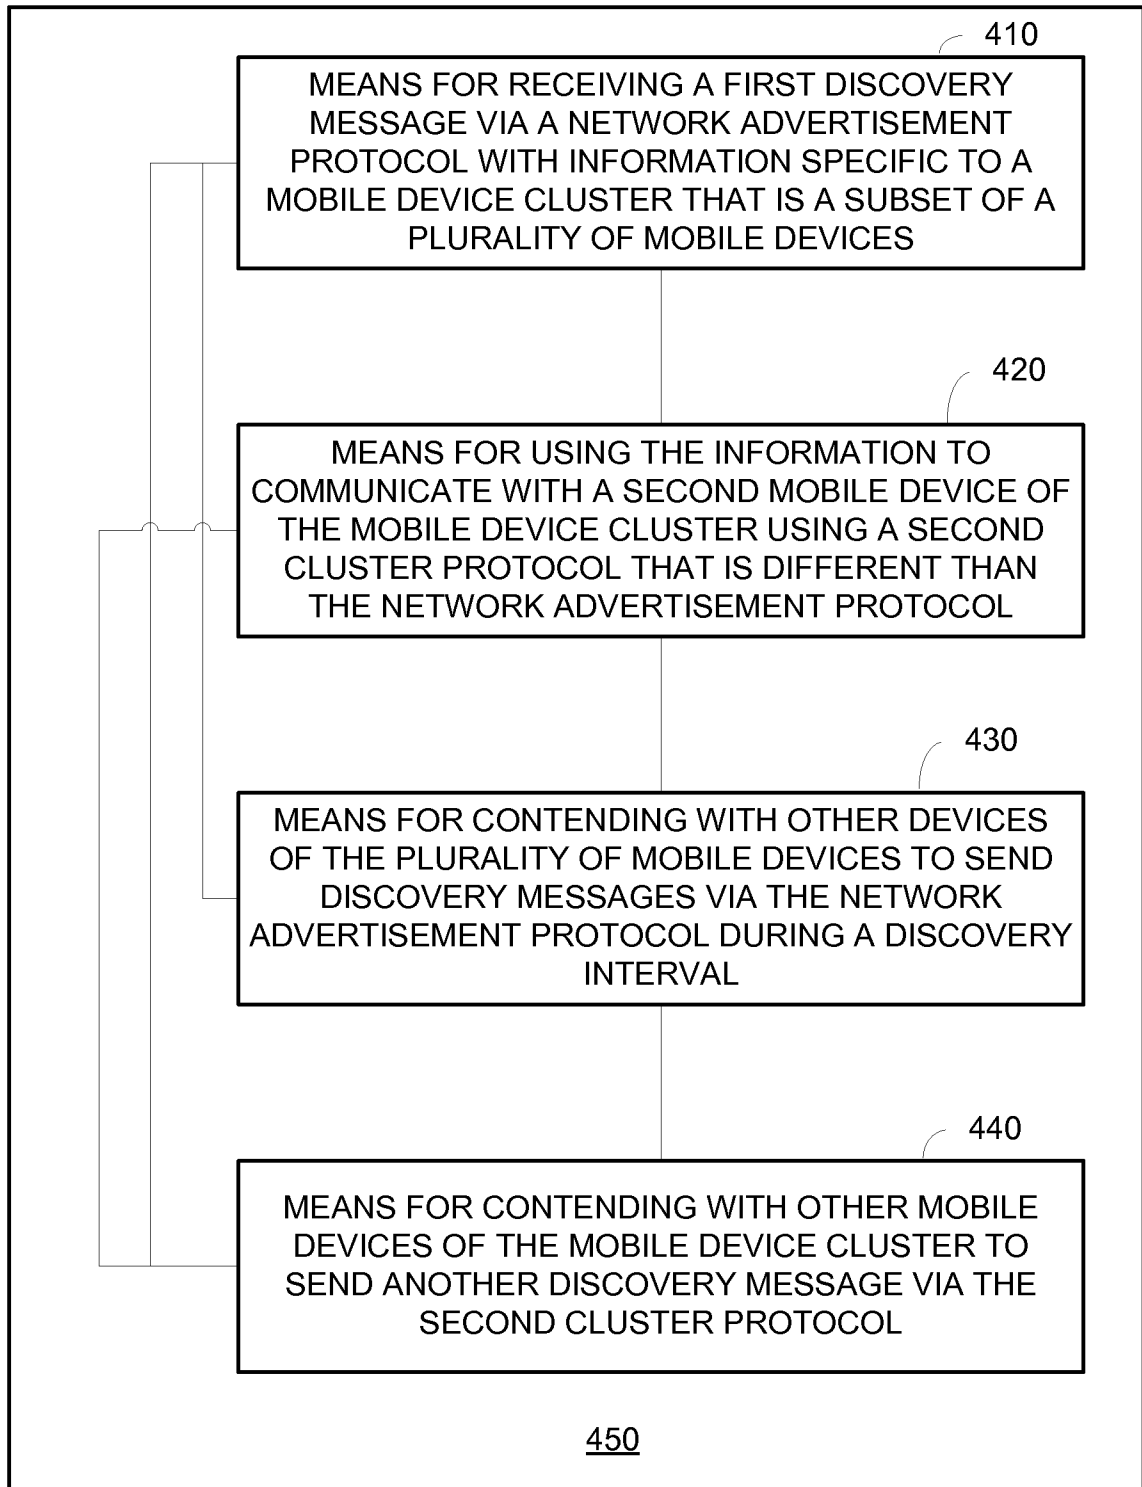 410
MEANS FOR RECEIVING A FIRST DISCOVERY
MESSAGE VIA A NETWORK ADVERTISEMENT
PROTOCOL WITH INFORMATION SPECIFIC TO A
MOBILE DEVICE CLUSTER THAT IS A SUBSET OF A
PLURALITY OF MOBILE DEVICES
420
MEANS FOR USING THE INFORMATION TO
COMMUNICATE WITH A SECOND MOBILE DEVICE OF
THE MOBILE DEVICE CLUSTER USING A SECOND
CLUSTER PROTOCOL THAT IS DIFFERENT THAN
THE NETWORK ADVERTISEMENT PROTOCOL
430
MEANS FOR CONTENDING WITH OTHER DEVICES
OF THE PLURALITY OF MOBILE DEVICES TO SEND
DISCOVERY MESSAGES VIA THE NETWORK
ADVERTISEMENT PROTOCOL DURING A DISCOVERY
INTERVAL
440
MEANS FOR CONTENDING WITH OTHER MOBILE
DEVICES OF THE MOBILE DEVICE CLUSTER TO
SEND ANOTHER DISCOVERY MESSAGE VIA THE
SECOND CLUSTER PROTOCOL
450